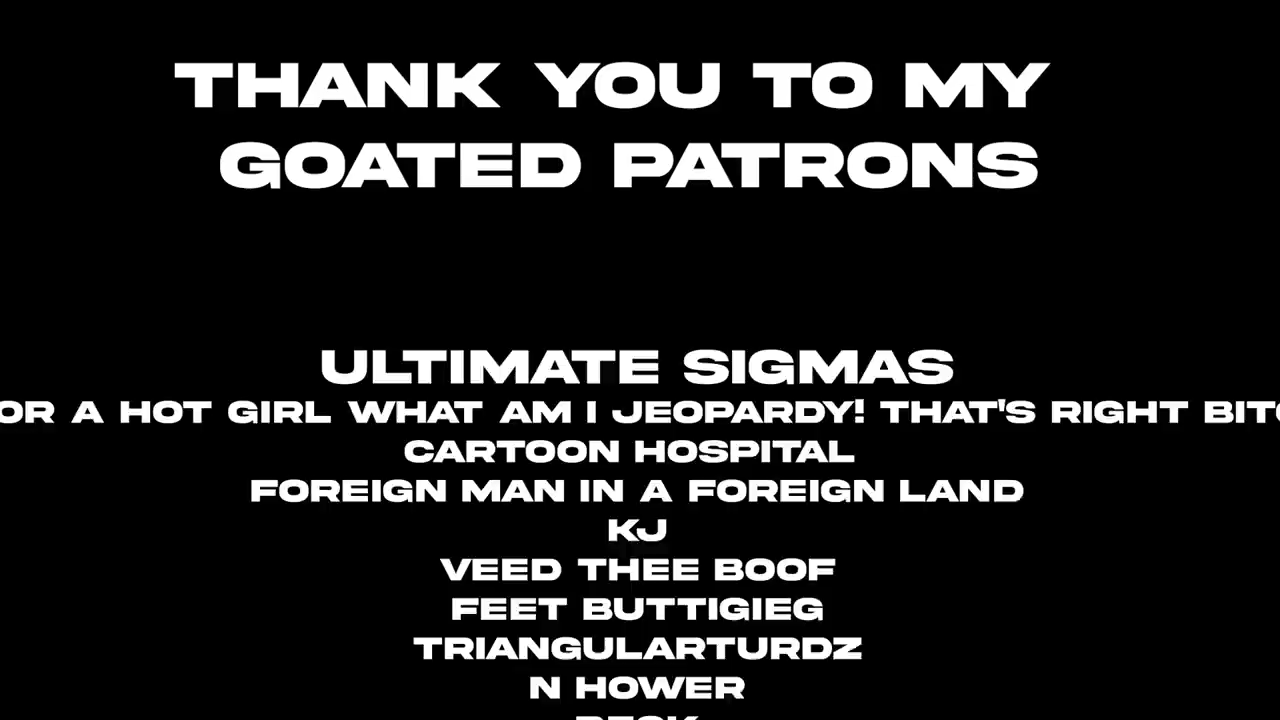 THANK YOU TO MY
GOATED PATRONS
ULTIMATE SIGMAS
OR A HOT GIRL WHAT AM I JEOPARDY! THAT'S RIGHT
CARTOON HOSPITAL
FOREIGN MAN IN A FOREIGN LAND
KJ
VEED THEE BOOF
FEET BUTTIGIEG
TRIANGULARTURDZ
N HOWER